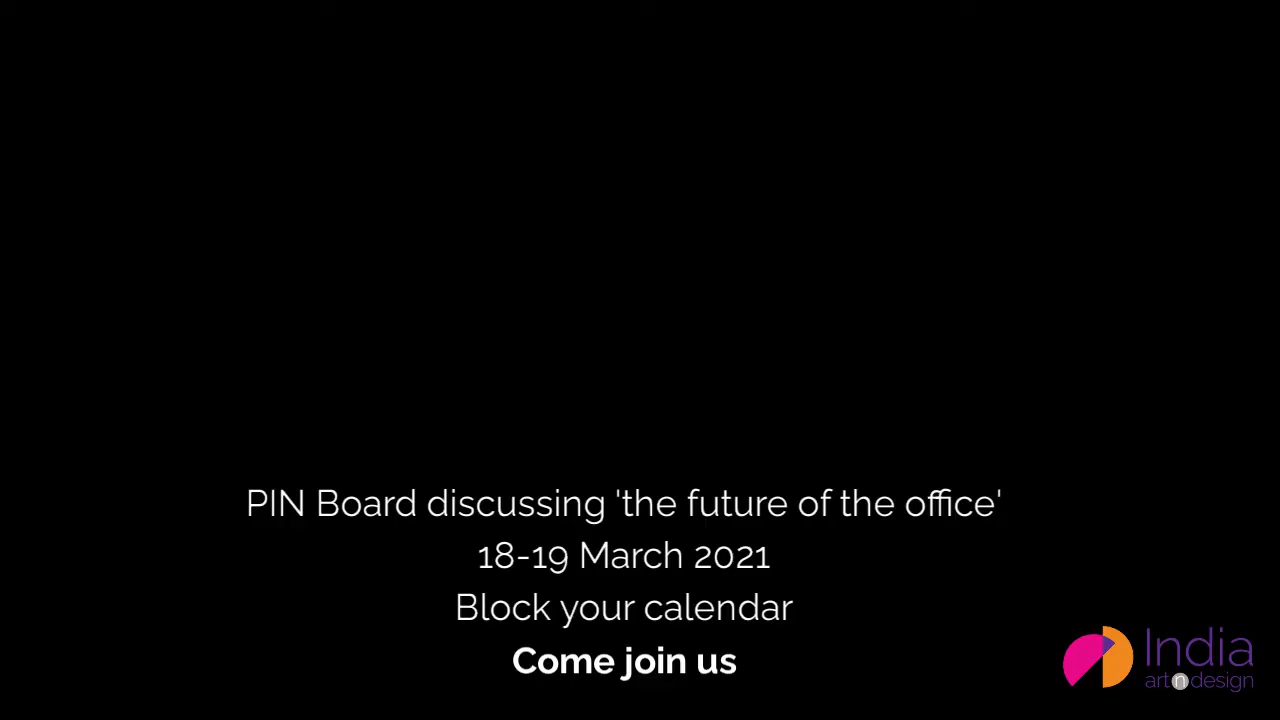 PIN Board discussing 'the future of the office'
18-19 March 2021
Block your calendar
Come join us
India
art n design